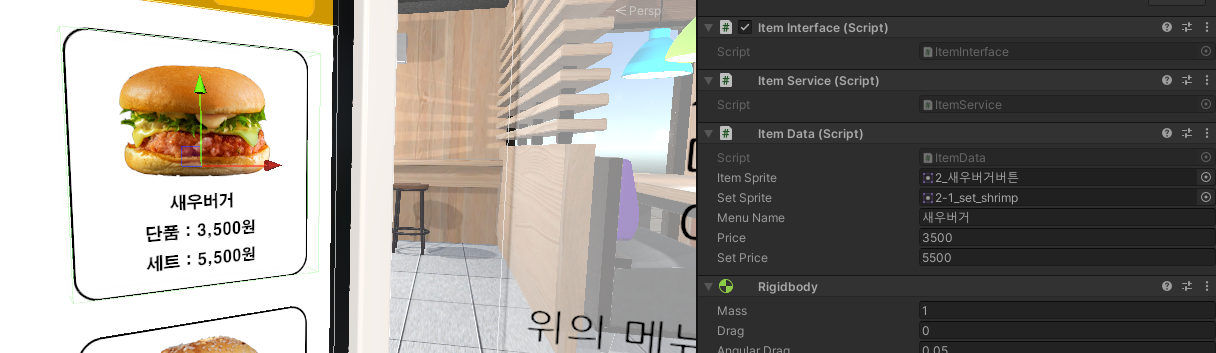 새우버거
단품 : 3,500원
세트 : 5,500원
Persp
위의 메뉴
Item Interface (Script)
Script
ItemInterface
Item Service (Script)
Script
ItemService
Item Data (Script)
Script
ItemData
Item Sprite
2_새우버거버튼
Set Sprite
2-1_set_shrimp
Menu Name
새우버거
Price
3500
Set Price
5500
Rigidbody
Mass
1
Drag
0
Angular Drag
0.05